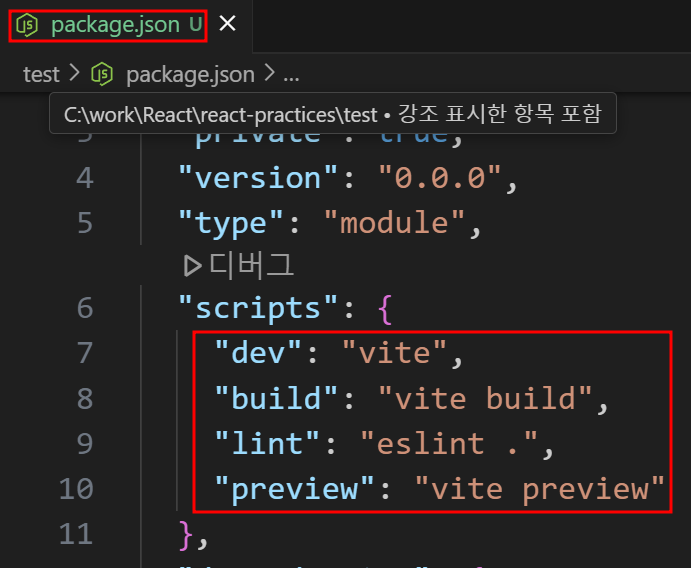 package.json U ×
test > package.json > ...
C:\work\React\react-practices\test • 강조 표시한 항목 포함
3 "private": true,
4 "version": "0.0.0",
5 "type": "module",
디버그
6 "scripts": {
7 "dev": "vite",
8 "build": "vite build",
9 "lint": "eslint .",
10 "preview": "vite preview"
11 },